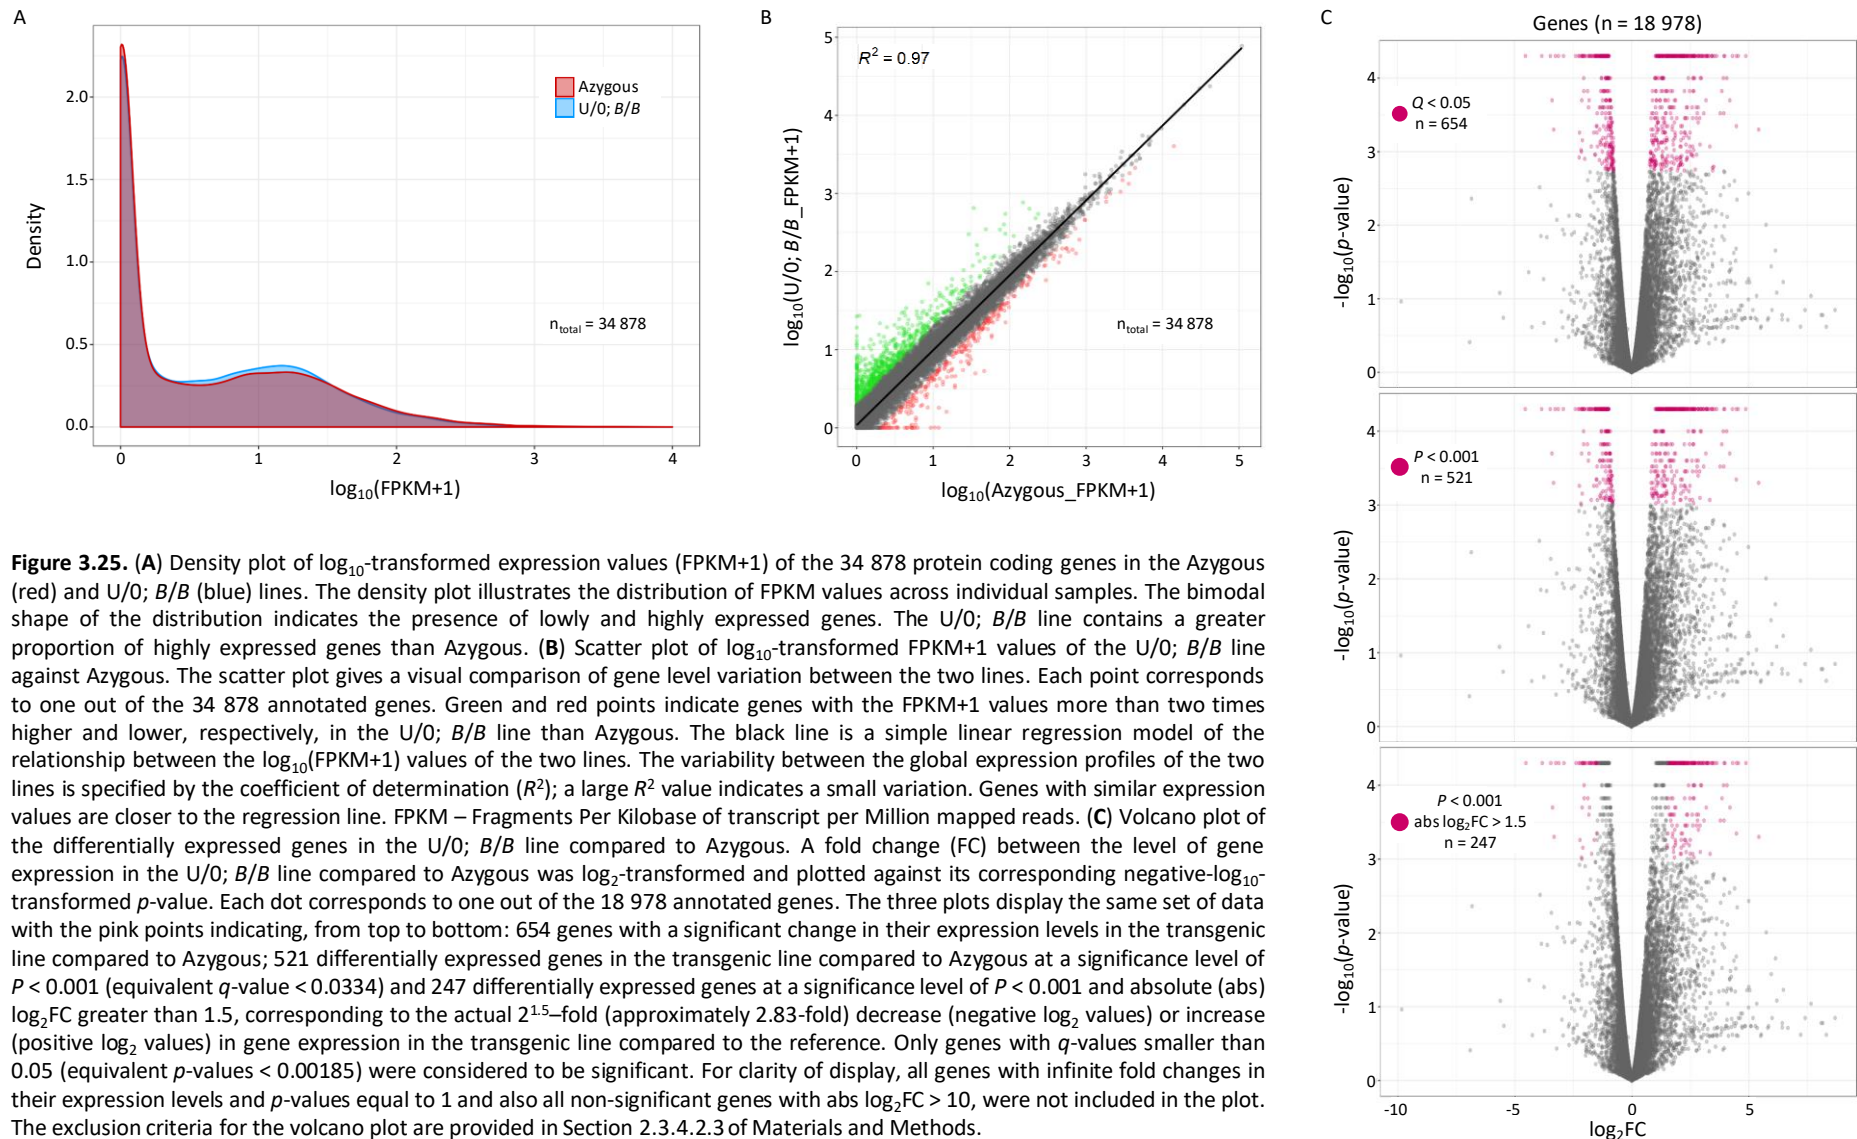 A
Density
2.0
1.5
1.0
0.5
0.0
Azygous
U/0; B/B
n_total = 34 878
0 1 2 3 4
log₁₀(FPKM+1)
B
log₁₀(U/0; B/B_FPKM+1)
5
4
3
2
1
0
R² = 0.97
n_total = 34 878
0 1 2 3 4 5
log₁₀(Azygous_FPKM+1)
C
Genes (n = 18 978)
-log₁₀(p-value)
4
3
2
1
0
Q < 0.05
n = 654
-log₁₀(p-value)
4
3
2
1
0
P < 0.001
n = 521
-log₁₀(p-value)
4
3
2
1
0
P < 0.001
abs log₂FC > 1.5
n = 247
-10 -5 0 5
log₂FC
Figure 3.25. (A) Density plot of log₁₀-transformed expression values (FPKM+1) of the 34 878 protein coding genes in the Azygous
(red) and U/0; B/B (blue) lines. The density plot illustrates the distribution of FPKM values across individual samples. The bimodal
shape of the distribution indicates the presence of lowly and highly expressed genes. The U/0; B/B line contains a greater
proportion of highly expressed genes than Azygous. (B) Scatter plot of log₁₀-transformed FPKM+1 values of the U/0; B/B line
against Azygous. The scatter plot gives a visual comparison of gene level variation between the two lines. Each point corresponds
to one out of the 34 878 annotated genes. Green and red points indicate genes with the FPKM+1 values more than two times
higher and lower, respectively, in the U/0; B/B line than Azygous. The black line is a simple linear regression model of the
relationship between the log₁₀(FPKM+1) values of the two lines. The variability between the global expression profiles of the two
lines is specified by the coefficient of determination (R²); a large R² value indicates a small variation. Genes with similar expression
values are closer to the regression line. FPKM – Fragments Per Kilobase of transcript per Million mapped reads. (C) Volcano plot of
the differentially expressed genes in the U/0; B/B line compared to Azygous. A fold change (FC) between the level of gene
expression in the U/0; B/B line compared to Azygous was log₂-transformed and plotted against its corresponding negative-log₁₀-
transformed p-value. Each dot corresponds to one out of the 18 978 annotated genes. The three plots display the same set of data
with the pink points indicating, from top to bottom: 654 genes with a significant change in their expression levels in the transgenic
line compared to Azygous; 521 differentially expressed genes in the transgenic line compared to Azygous at a significance level of
P < 0.001 (equivalent q-value < 0.0334) and 247 differentially expressed genes at a significance level of P < 0.001 and absolute (abs)
log₂FC greater than 1.5, corresponding to the actual 2¹·⁵–fold (approximately 2.83-fold) decrease (negative log₂ values) or increase
(positive log₂ values) in gene expression in the transgenic line compared to the reference. Only genes with q-values smaller than
0.05 (equivalent p-values < 0.00185) were considered to be significant. For clarity of display, all genes with infinite fold changes in
their expression levels and p-values equal to 1 and also all non-significant genes with abs log₂FC > 10, were not included in the plot.
The exclusion criteria for the volcano plot are provided in Section 2.3.4.2.3 of Materials and Methods.